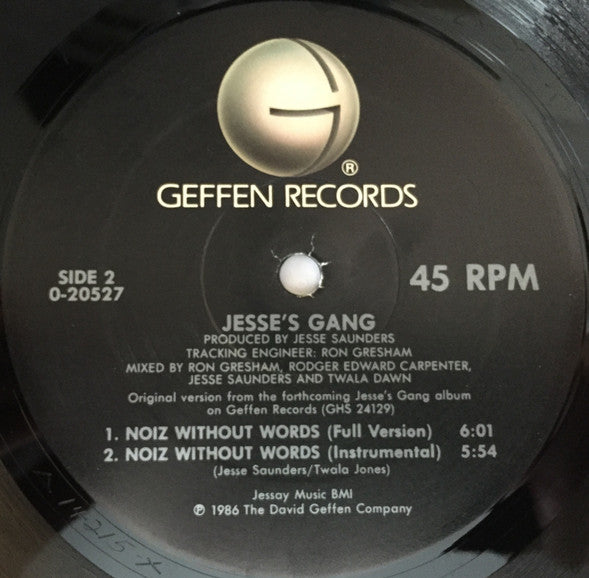 G
®
GEFFEN RECORDS
SIDE 2
0-20527
45 RPM
JESSE'S GANG
PRODUCED BY JESSE SAUNDERS
TRACKING ENGINEER: RON GRESHAM
MIXED BY RON GRESHAM, RODGER EDWARD CARPENTER,
JESSE SAUNDERS AND TWALA DAWN
Original version from the forthcoming Jesse's Gang album
on Geffen Records (GHS 24129)
1. NOIZ WITHOUT WORDS (Full Version) 6:01
2. NOIZ WITHOUT WORDS (Instrumental) 5:54
(Jesse Saunders/Twala Jones)
Jessay Music BMI
℗ 1986 The David Geffen Company